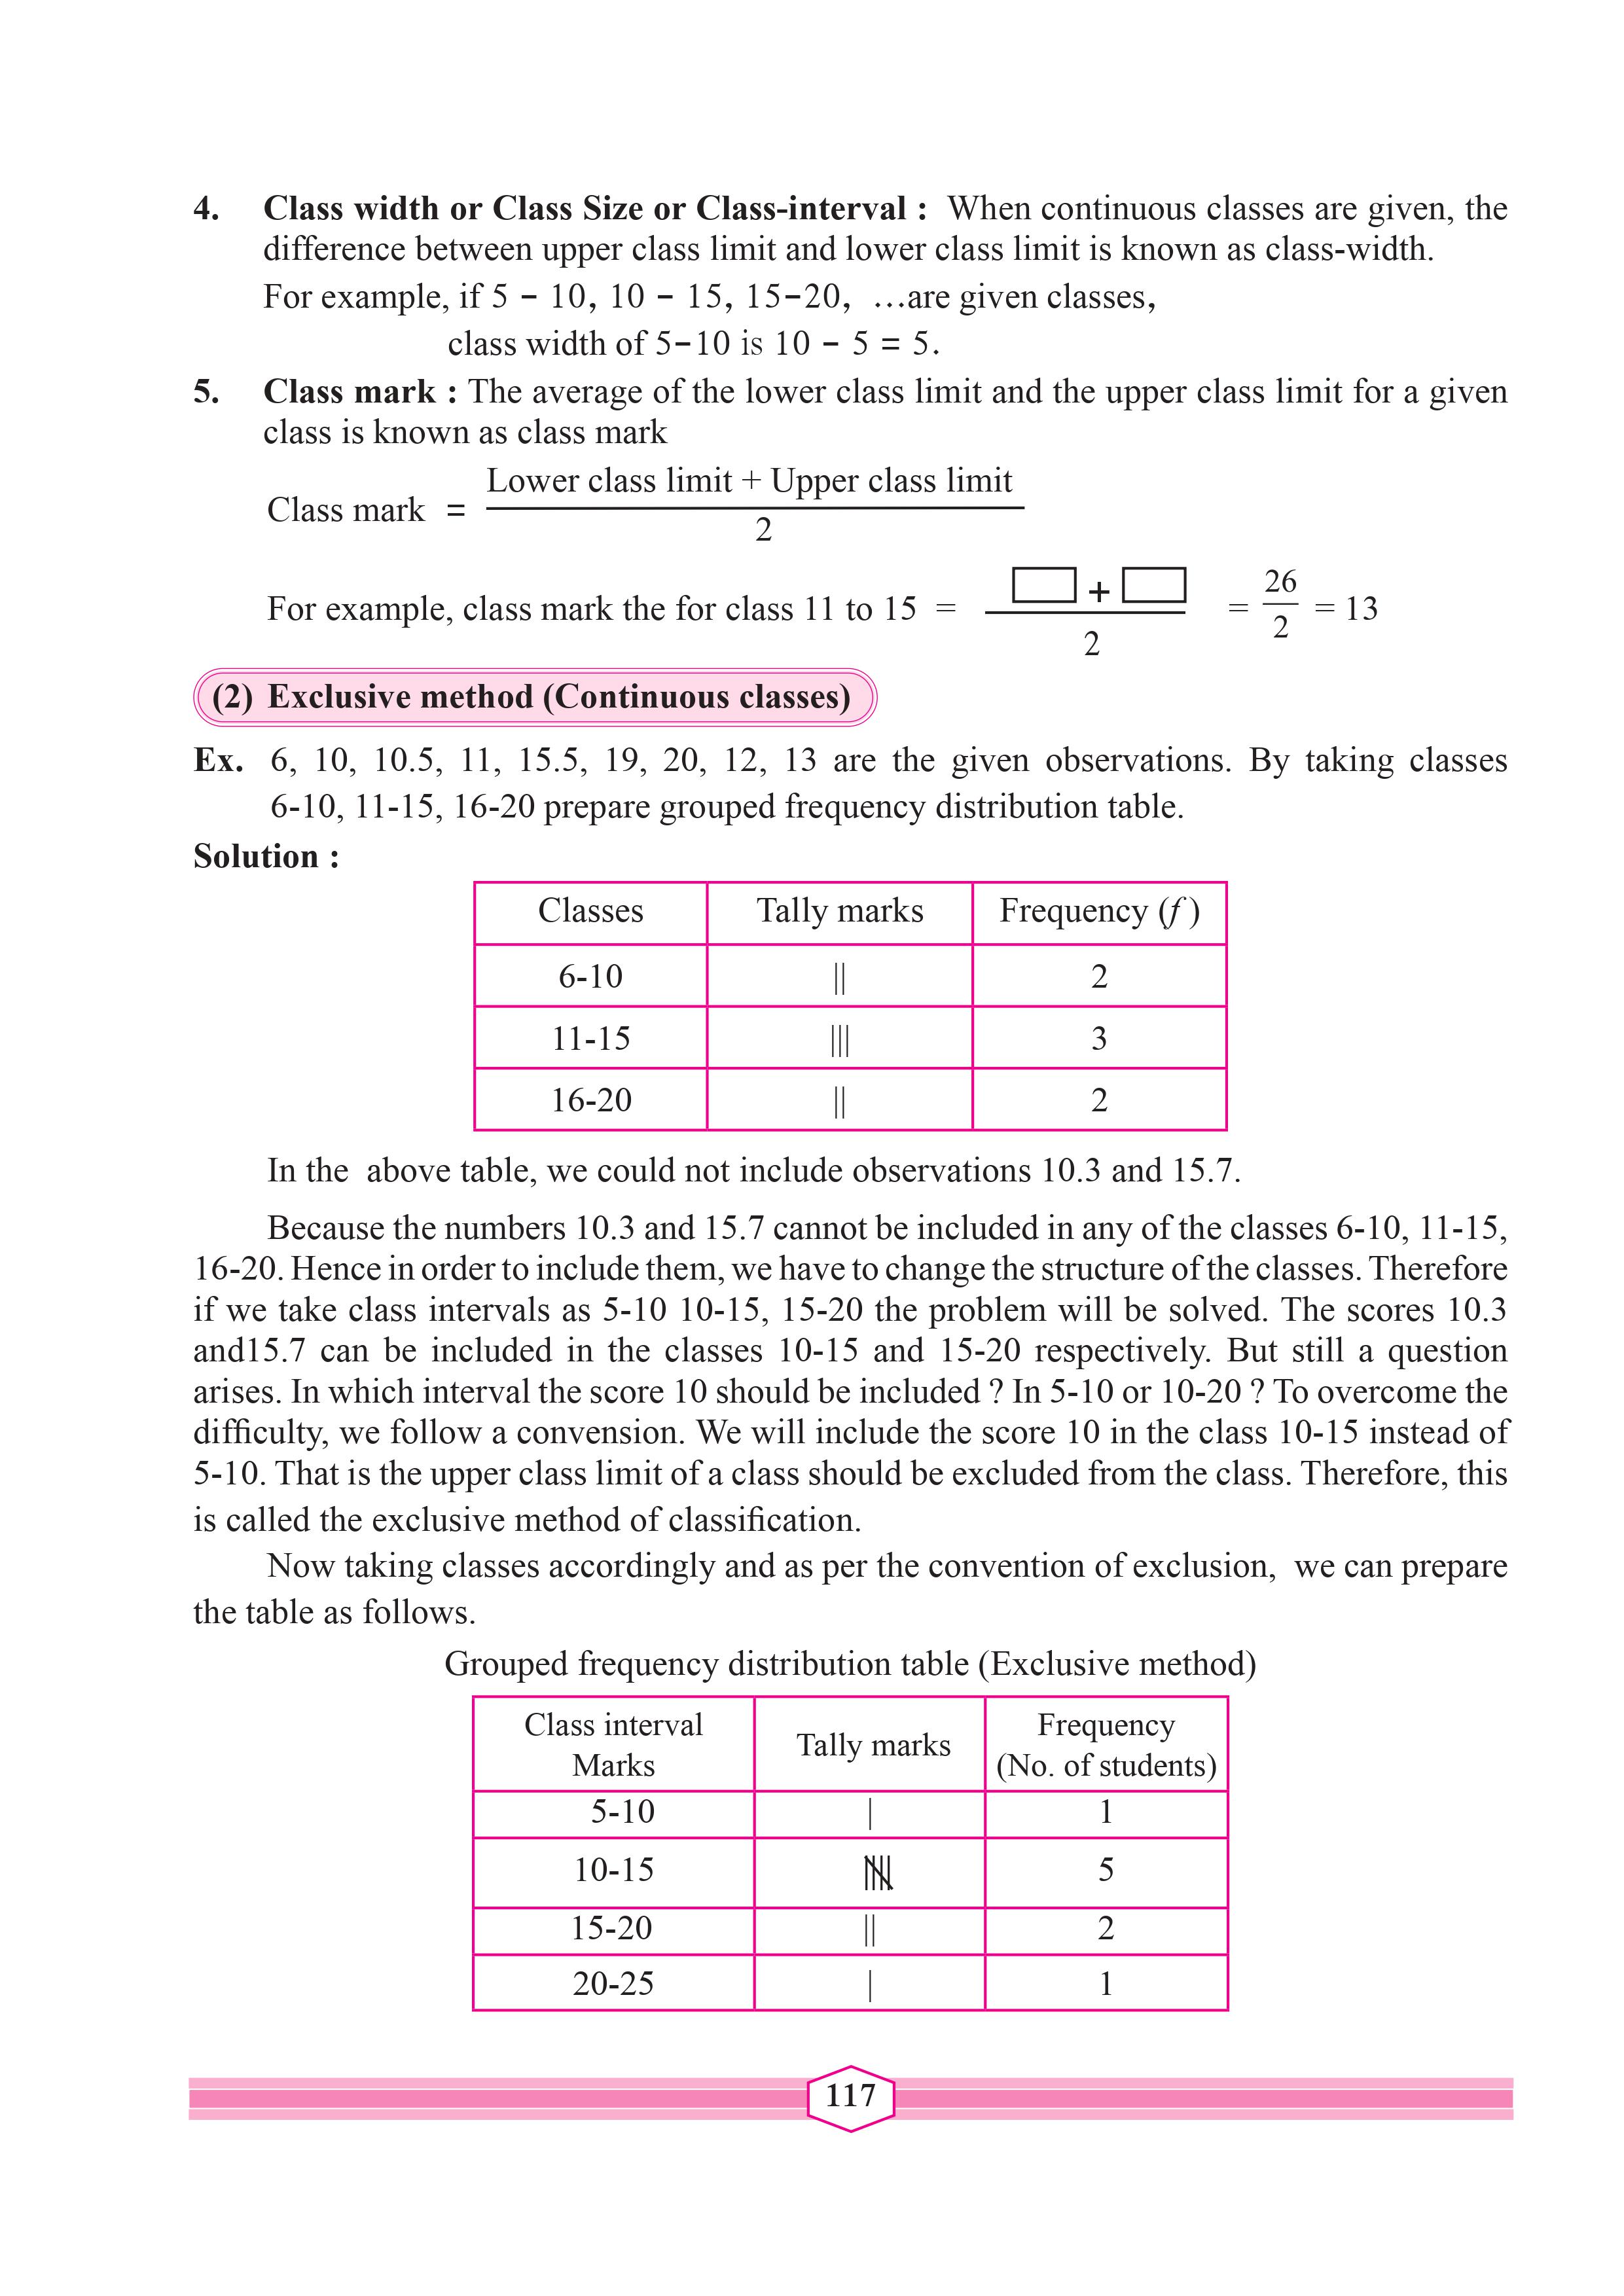 4. Class width or Class Size or Class-interval : When continuous classes are given, the
difference between upper class limit and lower class limit is known as class-width.
For example, if 5 – 10, 10 – 15, 15–20, ...are given classes,
class width of 5–10 is 10 – 5 = 5.
5. Class mark : The average of the lower class limit and the upper class limit for a given
class is known as class mark
Class mark = Lower class limit + Upper class limit
2
For example, class mark the for class 11 to 15 = + = 26 = 13
2 2
(2) Exclusive method (Continuous classes)
Ex. 6, 10, 10.5, 11, 15.5, 19, 20, 12, 13 are the given observations. By taking classes
6-10, 11-15, 16-20 prepare grouped frequency distribution table.
Solution :
Classes Tally marks Frequency (f )
6-10 || 2
11-15 ||| 3
16-20 || 2
In the above table, we could not include observations 10.3 and 15.7.
Because the numbers 10.3 and 15.7 cannot be included in any of the classes 6-10, 11-15,
16-20. Hence in order to include them, we have to change the structure of the classes. Therefore
if we take class intervals as 5-10 10-15, 15-20 the problem will be solved. The scores 10.3
and15.7 can be included in the classes 10-15 and 15-20 respectively. But still a question
arises. In which interval the score 10 should be included ? In 5-10 or 10-20 ? To overcome the
difficulty, we follow a convension. We will include the score 10 in the class 10-15 instead of
5-10. That is the upper class limit of a class should be excluded from the class. Therefore, this
is called the exclusive method of classification.
Now taking classes accordingly and as per the convention of exclusion, we can prepare
the table as follows.
Grouped frequency distribution table (Exclusive method)
Class interval Frequency
Marks Tally marks (No. of students)
5-10 | 1
10-15 |||| 5
15-20 || 2
20-25 | 1
117